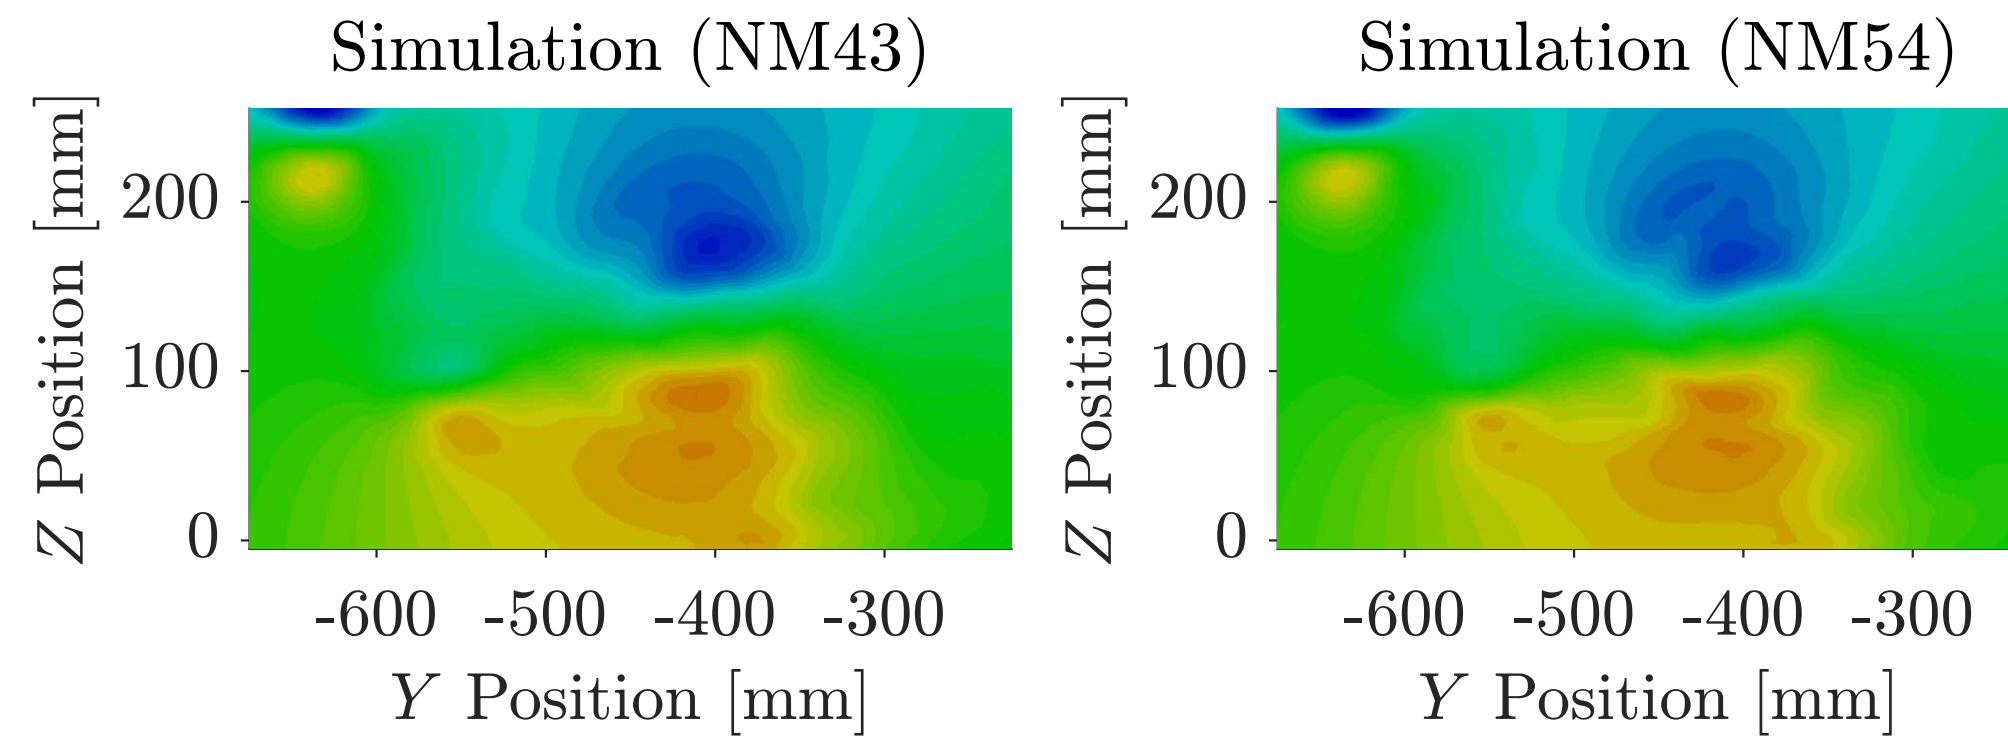 Simulation (NM43)
Z Position [mm]
200
100
0
-600 -500 -400 -300
Y Position [mm]
Simulation (NM54)
Z Position [mm]
200
100
0
-600 -500 -400 -300
Y Position [mm]